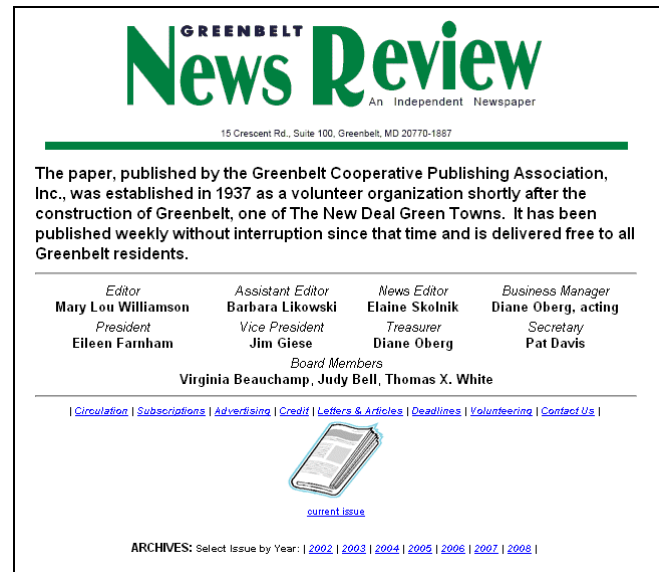 GREENBELT
News Review
An Independent Newspaper
15 Crescent Rd., Suite 100, Greenbelt, MD 20770-1887
The paper, published by the Greenbelt Cooperative Publishing Association,
Inc., was established in 1937 as a volunteer organization shortly after the
construction of Greenbelt, one of The New Deal Green Towns. It has been
published weekly without interruption since that time and is delivered free to all
Greenbelt residents.
Editor Assistant Editor News Editor Business Manager
Mary Lou Williamson Barbara Likowski Elaine Skolnik Diane Oberg, acting
President Vice President Treasurer Secretary
Eileen Farnham Jim Giese Diane Oberg Pat Davis
Board Members
Virginia Beauchamp, Judy Bell, Thomas X. White
| Circulation | Subscriptions | Advertising | Credit | Letters & Articles | Deadlines | Volunteering | Contact Us |
current issue
ARCHIVES: Select Issue by Year: | 2002 | 2003 | 2004 | 2005 | 2006 | 2007 | 2008 |